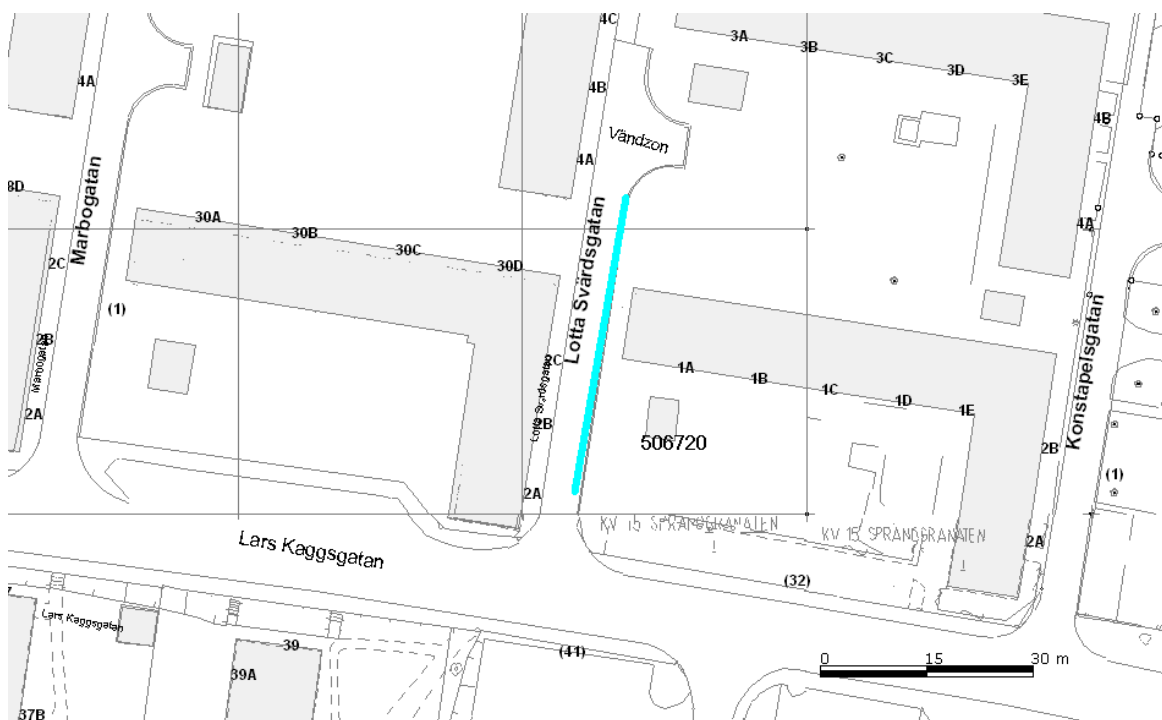 4C
3A
3B
3C
3D
3E
4A
4B
4B
Vändzon
4A
Marbogatan
8D
30A
30B
30C
30D
2C
Lotta Svärdsgatan
4A
(1)
Konstapelsgatan
2B
Marbogatan
2C
1A
1B
1C
1D
1E
2A
Lotta Svärdsgatan
2B
506720
2B
(1)
2A
KV 15 SPRÄNGGRANATEN
KV 15 SPRANGGRANATEN
2A
Lars Kaggsgatan
(32)
Lars Kaggsgatan
39
(41)
39A
0 15 30 m
37B